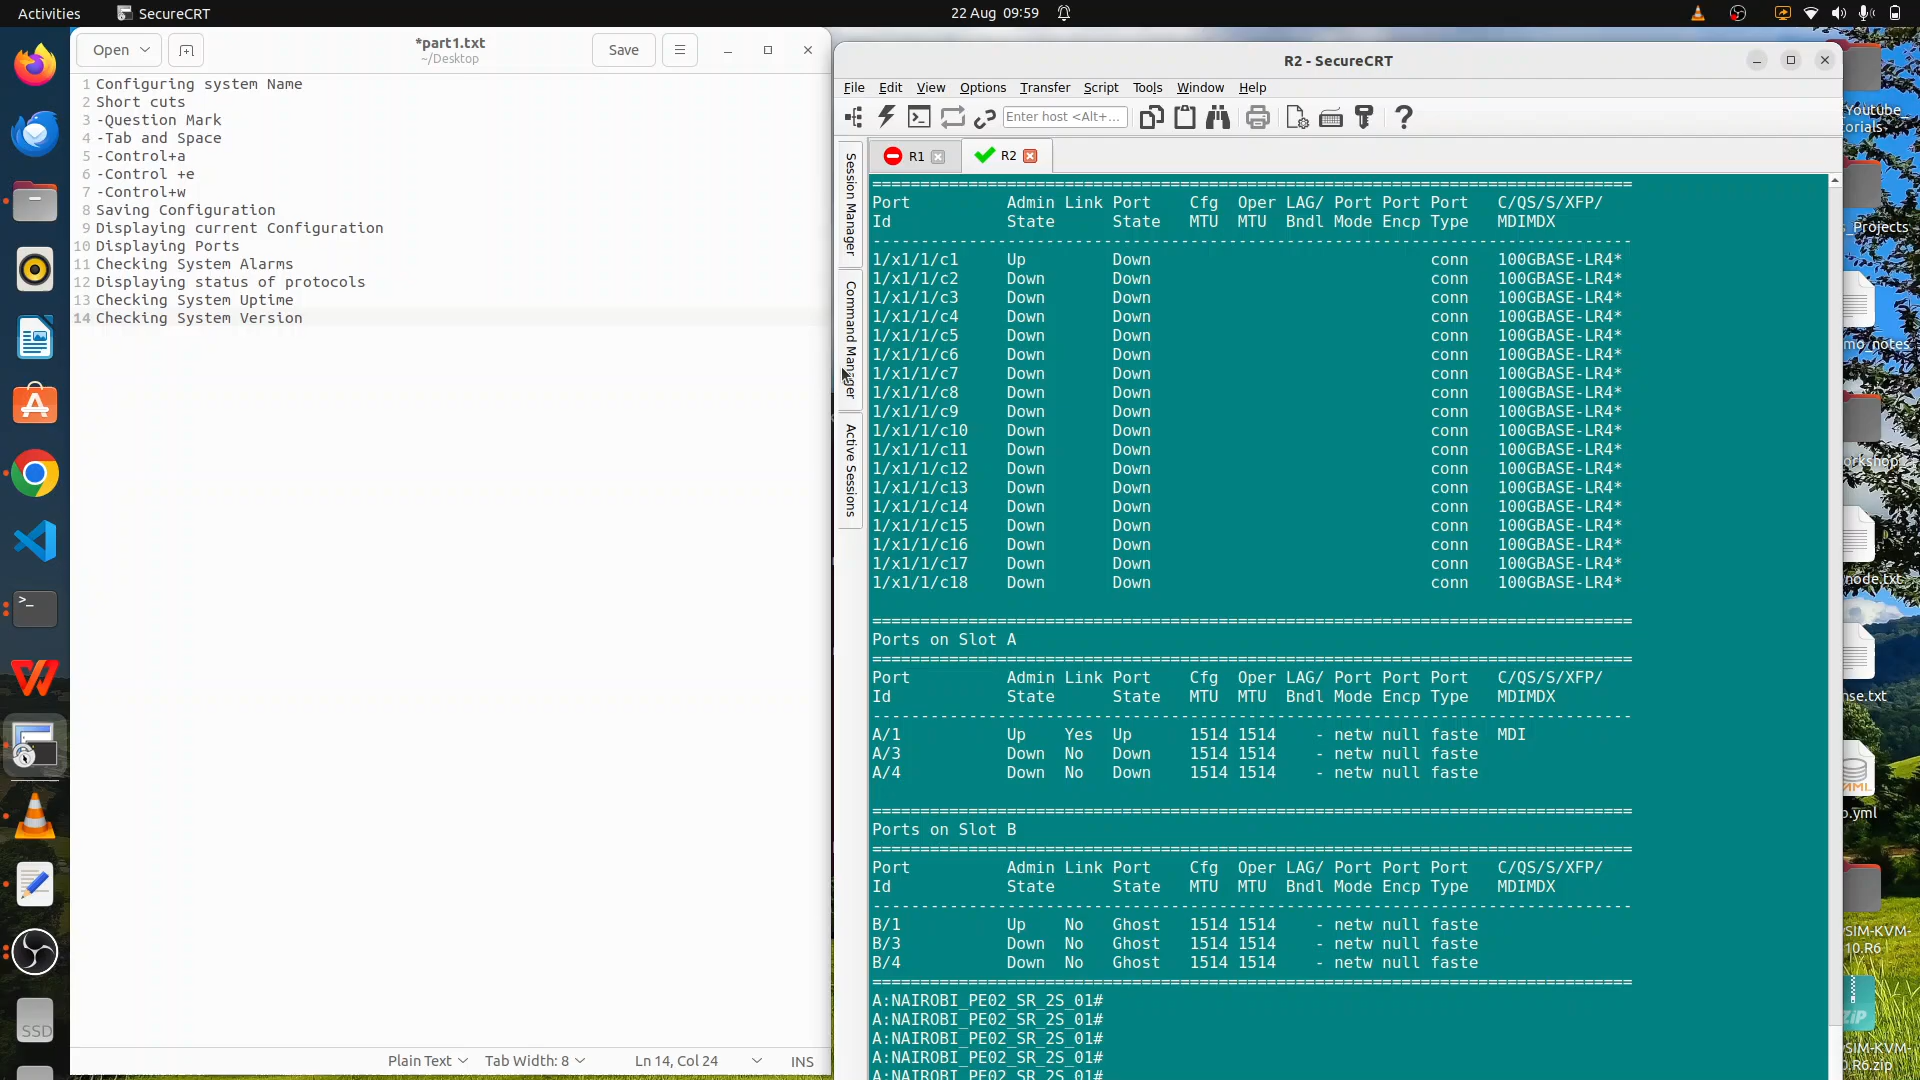 Activities
SecureCRT
22 Aug 09:59
Open
*part1.txt
~/Desktop
Save
1 Configuring system Name
2 Short cuts
3 -Question Mark
4 -Tab and Space
5 -Control+a
6 -Control +e
7 -Control+w
8 Saving Configuration
9 Displaying current Configuration
10 Displaying Ports
11 Checking System Alarms
12 Displaying status of protocols
13 Checking System Uptime
14 Checking System Version
Plain Text
Tab Width: 8
Ln 14, Col 24
INS
R2 - SecureCRT
File Edit View Options Transfer Script Tools Window Help
Enter host <Alt+...
R1
R2
Session Manager
Command Manager
Active Sessions
===============================================================================
Port          Admin Link Port    Cfg  Oper LAG/ Port Port Port   C/QS/S/XFP/
Id            State      State   MTU  MTU  Bndl Mode Encp Type   MDIMDX
-------------------------------------------------------------------------------
1/x1/1/c1     Up         Down                             conn   100GBASE-LR4*
1/x1/1/c2     Down       Down                             conn   100GBASE-LR4*
1/x1/1/c3     Down       Down                             conn   100GBASE-LR4*
1/x1/1/c4     Down       Down                             conn   100GBASE-LR4*
1/x1/1/c5     Down       Down                             conn   100GBASE-LR4*
1/x1/1/c6     Down       Down                             conn   100GBASE-LR4*
1/x1/1/c7     Down       Down                             conn   100GBASE-LR4*
1/x1/1/c8     Down       Down                             conn   100GBASE-LR4*
1/x1/1/c9     Down       Down                             conn   100GBASE-LR4*
1/x1/1/c10    Down       Down                             conn   100GBASE-LR4*
1/x1/1/c11    Down       Down                             conn   100GBASE-LR4*
1/x1/1/c12    Down       Down                             conn   100GBASE-LR4*
1/x1/1/c13    Down       Down                             conn   100GBASE-LR4*
1/x1/1/c14    Down       Down                             conn   100GBASE-LR4*
1/x1/1/c15    Down       Down                             conn   100GBASE-LR4*
1/x1/1/c16    Down       Down                             conn   100GBASE-LR4*
1/x1/1/c17    Down       Down                             conn   100GBASE-LR4*
1/x1/1/c18    Down       Down                             conn   100GBASE-LR4*
===============================================================================
Ports on Slot A
===============================================================================
Port          Admin Link Port    Cfg  Oper LAG/ Port Port Port   C/QS/S/XFP/
Id            State      State   MTU  MTU  Bndl Mode Encp Type   MDIMDX
-------------------------------------------------------------------------------
A/1           Up    Yes  Up      1514 1514    - netw null faste  MDI
A/3           Down  No   Down    1514 1514    - netw null faste
A/4           Down  No   Down    1514 1514    - netw null faste
===============================================================================
Ports on Slot B
===============================================================================
Port          Admin Link Port    Cfg  Oper LAG/ Port Port Port   C/QS/S/XFP/
Id            State      State   MTU  MTU  Bndl Mode Encp Type   MDIMDX
-------------------------------------------------------------------------------
B/1           Up    No   Ghost   1514 1514    - netw null faste
B/3           Down  No   Ghost   1514 1514    - netw null faste
B/4           Down  No   Ghost   1514 1514    - netw null faste
===============================================================================
A:NAIROBI_PE02_SR_2S_01#
A:NAIROBI_PE02_SR_2S_01#
A:NAIROBI_PE02_SR_2S_01#
A:NAIROBI_PE02_SR_2S_01#
A:NAIROBI_PE02_SR_2S_01#
Youtube
orials
_Projects
mo_notes
orkshop
node.txt
nse.txt
o.yml
SIM-KVM-
10.R6
ZIP
SIM-KVM-
0.R6.zip
SSD